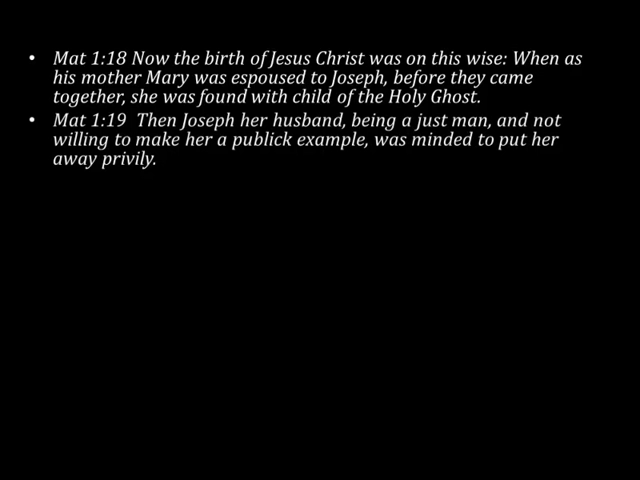 • Mat 1:18 Now the birth of Jesus Christ was on this wise: When as
his mother Mary was espoused to Joseph, before they came
together, she was found with child of the Holy Ghost.
• Mat 1:19  Then Joseph her husband, being a just man, and not
willing to make her a publick example, was minded to put her
away privily.